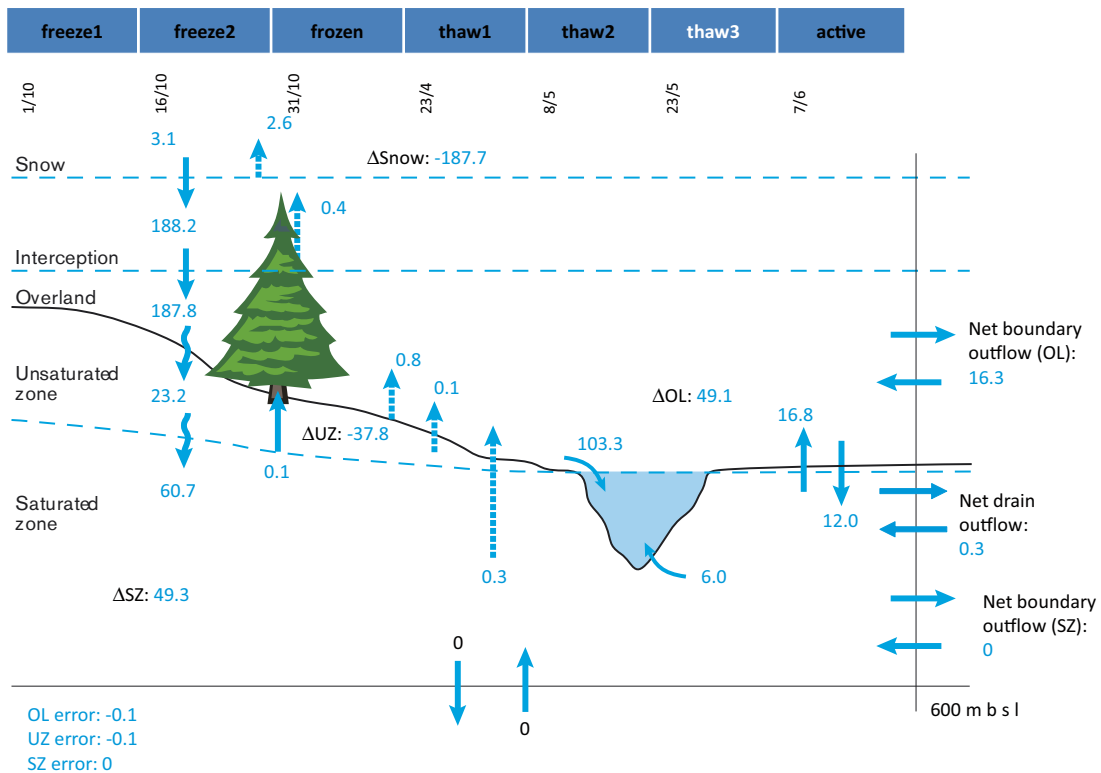 freeze1 freeze2 frozen thaw1 thaw2 thaw3 active
1/10 16/10 31/10 23/4 8/5 23/5 7/6
2.6
3.1
ΔSnow: -187.7
Snow
0.4
188.2
Interception
Overland
187.8
Net boundary
outflow (OL):
16.3
Unsaturated
zone
0.8
0.1
23.2
ΔOL: 49.1
16.8
ΔUZ: -37.8
103.3
0.1
60.7
Saturated
zone
12.0
Net drain
outflow:
0.3
0.3
6.0
ΔSZ: 49.3
Net boundary
outflow (SZ):
0
0
0
600 m b s l
OL error: -0.1
UZ error: -0.1
SZ error: 0